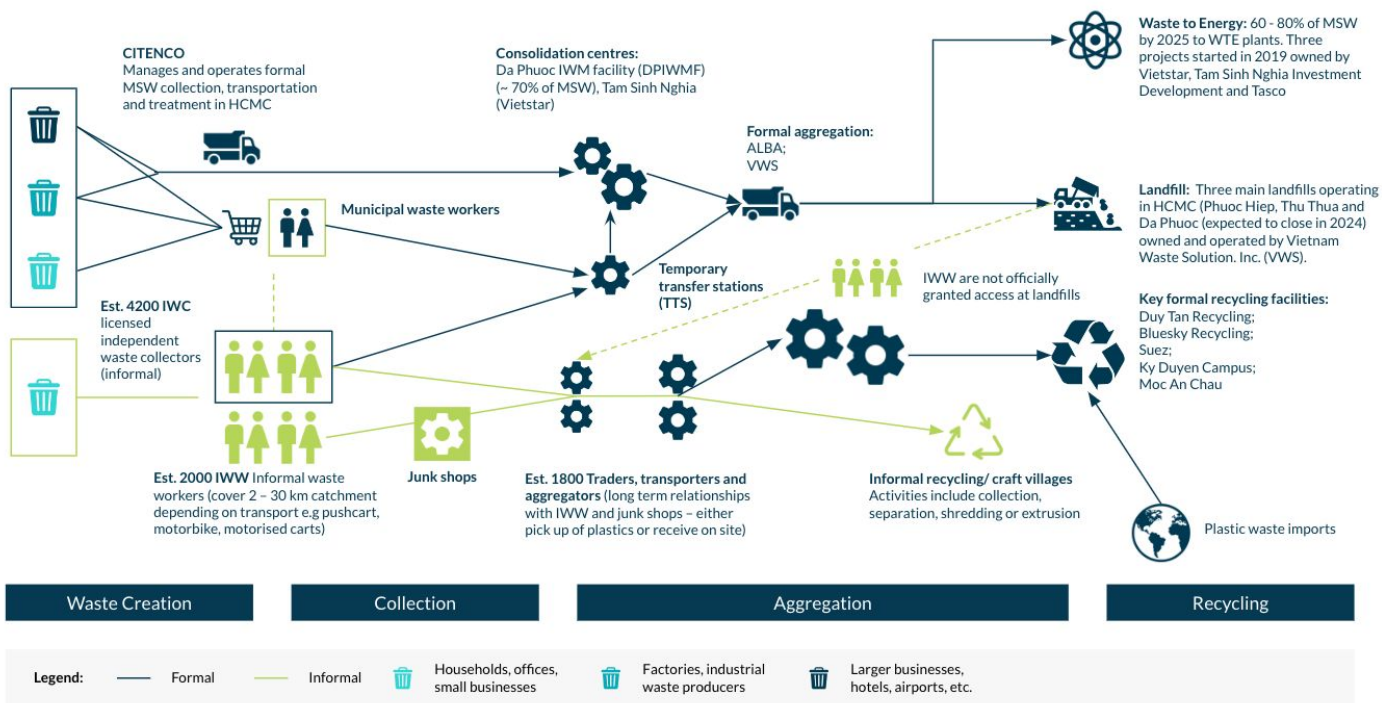 CITENCO
Manages and operates formal
MSW collection, transportation
and treatment in HCMC
Consolidation centres:
Da Phuoc IWM facility (DPIWMF)
(~ 70% of MSW), Tam Sinh Nghia
(Vietstar)
Waste to Energy: 60 - 80% of MSW
by 2025 to WTE plants. Three
projects started in 2019 owned by
Vietstar, Tam Sinh Nghia Investment
Development and Tasco
Formal aggregation:
ALBA;
VWS
Municipal waste workers
Landfill: Three main landfills operating
in HCMC (Phuoc Hiep, Thu Thua and
Da Phuoc (expected to close in 2024)
owned and operated by Vietnam
Waste Solution. Inc. (VWS).
Temporary
transfer stations
(TTS)
IWW are not officially
granted access at landfills
Est. 4200 IWC
licensed
independent
waste collectors
(informal)
Key formal recycling facilities:
Duy Tan Recycling;
Bluesky Recycling;
Suez;
Ky Duyen Campus;
Moc An Chau
Est. 2000 IWW Informal waste
workers (cover 2 – 30 km catchment
depending on transport e.g pushcart,
motorbike, motorised carts)
Junk shops
Est. 1800 Traders, transporters and
aggregators (long term relationships
with IWW and junk shops – either
pick up of plastics or receive on site)
Informal recycling/ craft villages
Activities include collection,
separation, shredding or extrusion
Plastic waste imports
Waste Creation
Collection
Aggregation
Recycling
Legend:
Formal
Informal
Households, offices,
small businesses
Factories, industrial
waste producers
Larger businesses,
hotels, airports, etc.